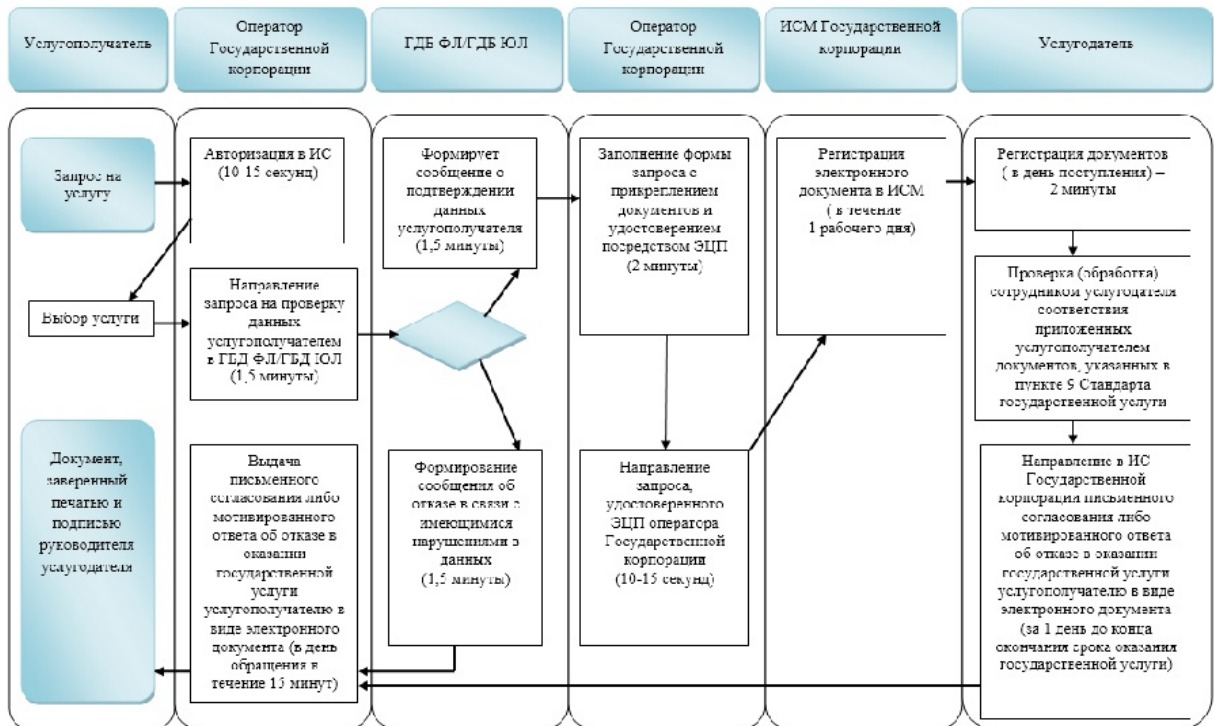 Услугополучатель
Оператор
Государственной
корпорации
ГДБ ФЛ/ГДБ ЮЛ
Оператор
Государственной
корпорации
ИСМ Государственной
корпорации
Услугодатель
Запрос на
услугу
Выбор услуги
Документ,
заверенный
печатью и
подписью
руководителя
услугодателя
Авторизация в ИС
(10-15 секунд)
Направление
запроса на проверку
данных
услугополучателем
в ГБД ФЛ/ГБД ЮЛ
(1,5 минуты)
Выдача
письменного
согласования либо
мотивированного
ответа об отказе в
оказании
государственной
услуги
услугополучателю в
виде электронного
документа (в день
обращения в
течение 15 минут)
Формирует
сообщение о
подтверждении
данных
услугополучателя
(1,5 минуты)
Формирование
сообщения об
отказе в связи с
имеющимися
нарушениями в
данных
(1,5 минуты)
Заполнение формы
запроса с
прикреплением
документов и
удостоверением
посредством ЭЦП
(2 минуты)
Направление
запроса,
удостоверенного
ЭЦП оператора
Государственной
корпорации
(10-15 секунд)
Регистрация
электронного
документа в ИСМ
( в течение
1 рабочего дня)
Регистрация документов
( в день поступления) –
2 минуты
Проверка (обработка)
сотрудником услугодателя
соответствия
приложенных
услугополучателем
документов, указанных в
пункте 9 Стандарта
государственной услуги
Направление в ИС
Государственной
корпорации письменного
согласования либо
мотивированного ответа
об отказе в оказании
государственной услуги
услугополучателю в виде
электронного документа
(за 1 день до конца
окончания срока оказания
государственной услуги)